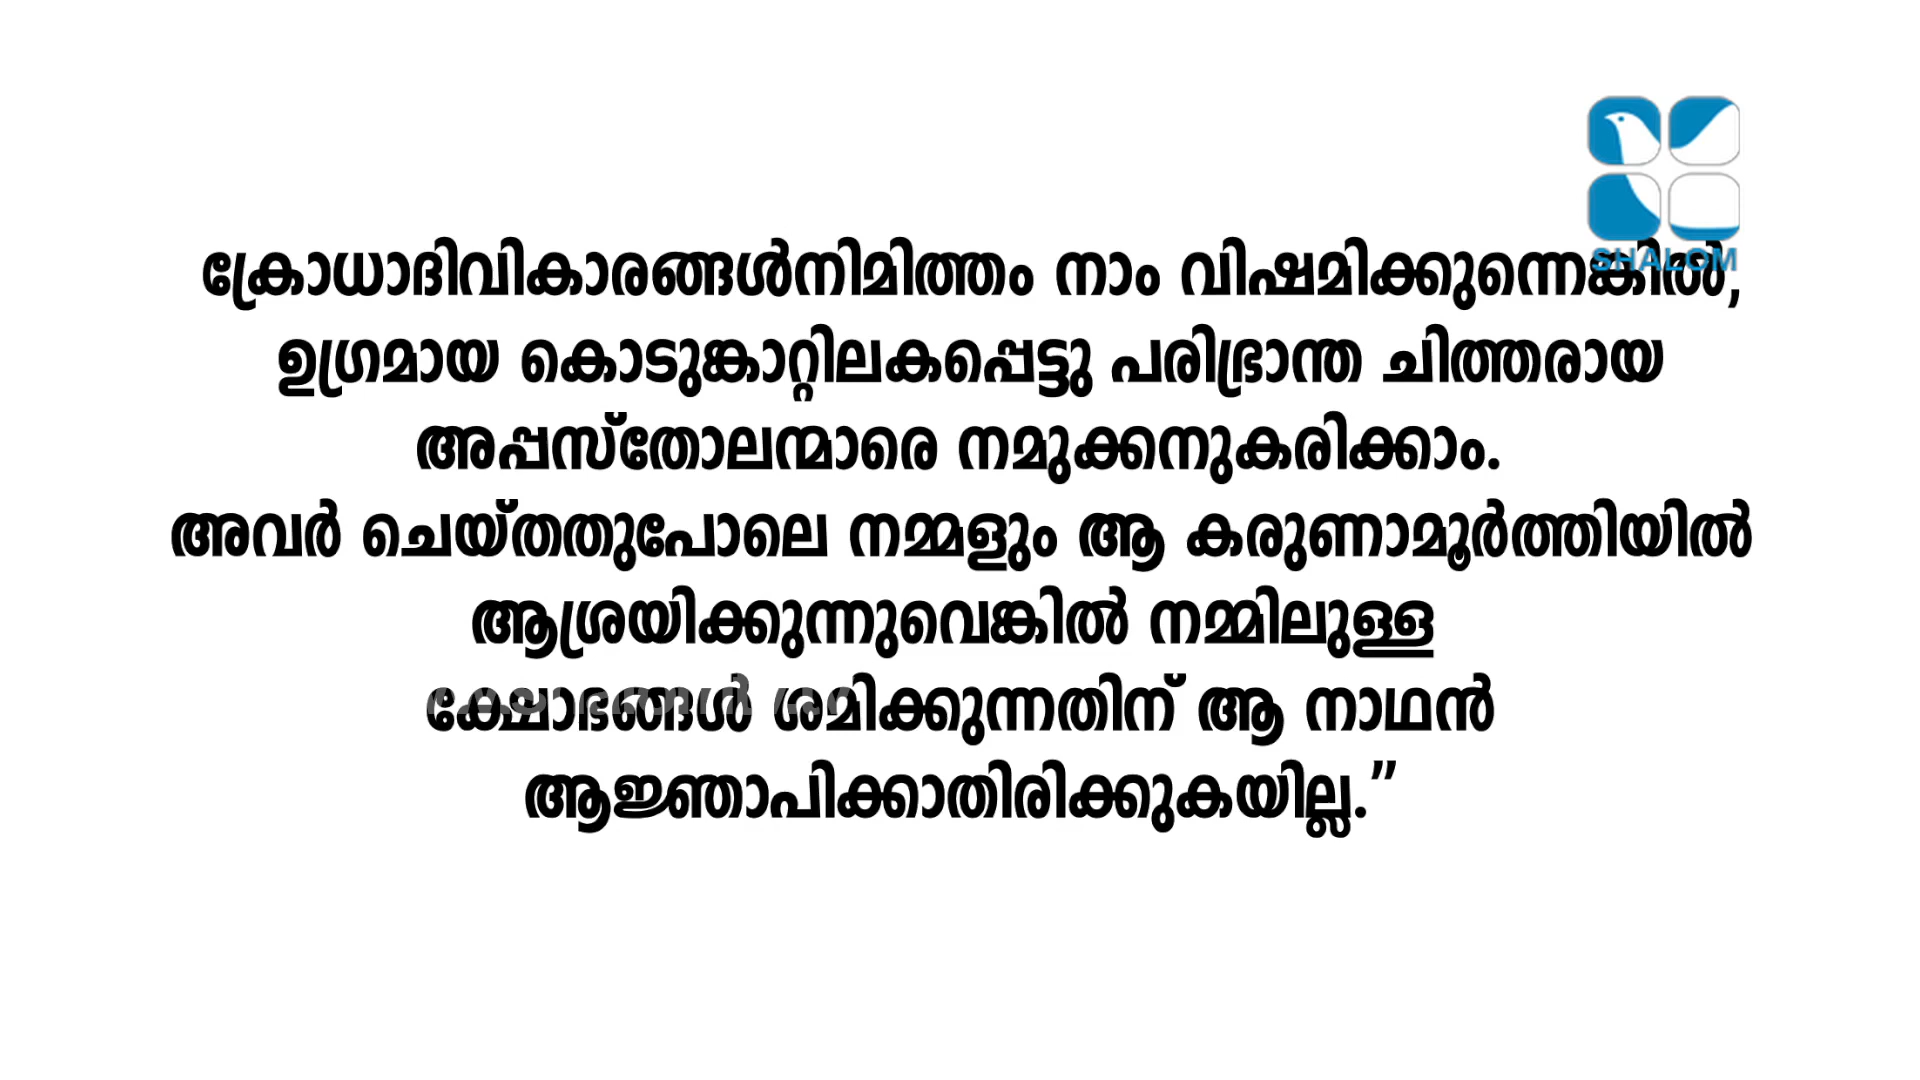 SHALOM
ക്രോധാദിവികാരങ്ങൾനിമിത്തം നാം വിഷമിക്കുന്നെങ്കിൽ,
ഉഗ്രമായ കൊടുങ്കാറ്റിലകപ്പെട്ടു പരിഭ്രാന്ത ചിത്തരായ
അപ്പസ്തോലന്മാരെ നമുക്കനുകരിക്കാം.
അവർ ചെയ്തതുപോലെ നമ്മളും ആ കരുണാമൂർത്തിയിൽ
ആശ്രയിക്കുന്നുവെങ്കിൽ നമ്മിലുള്ള
ക്ഷോഭങ്ങൾ ശമിക്കുന്നതിന് ആ നാഥൻ
ആജ്ഞാപിക്കാതിരിക്കുകയില്ല.”